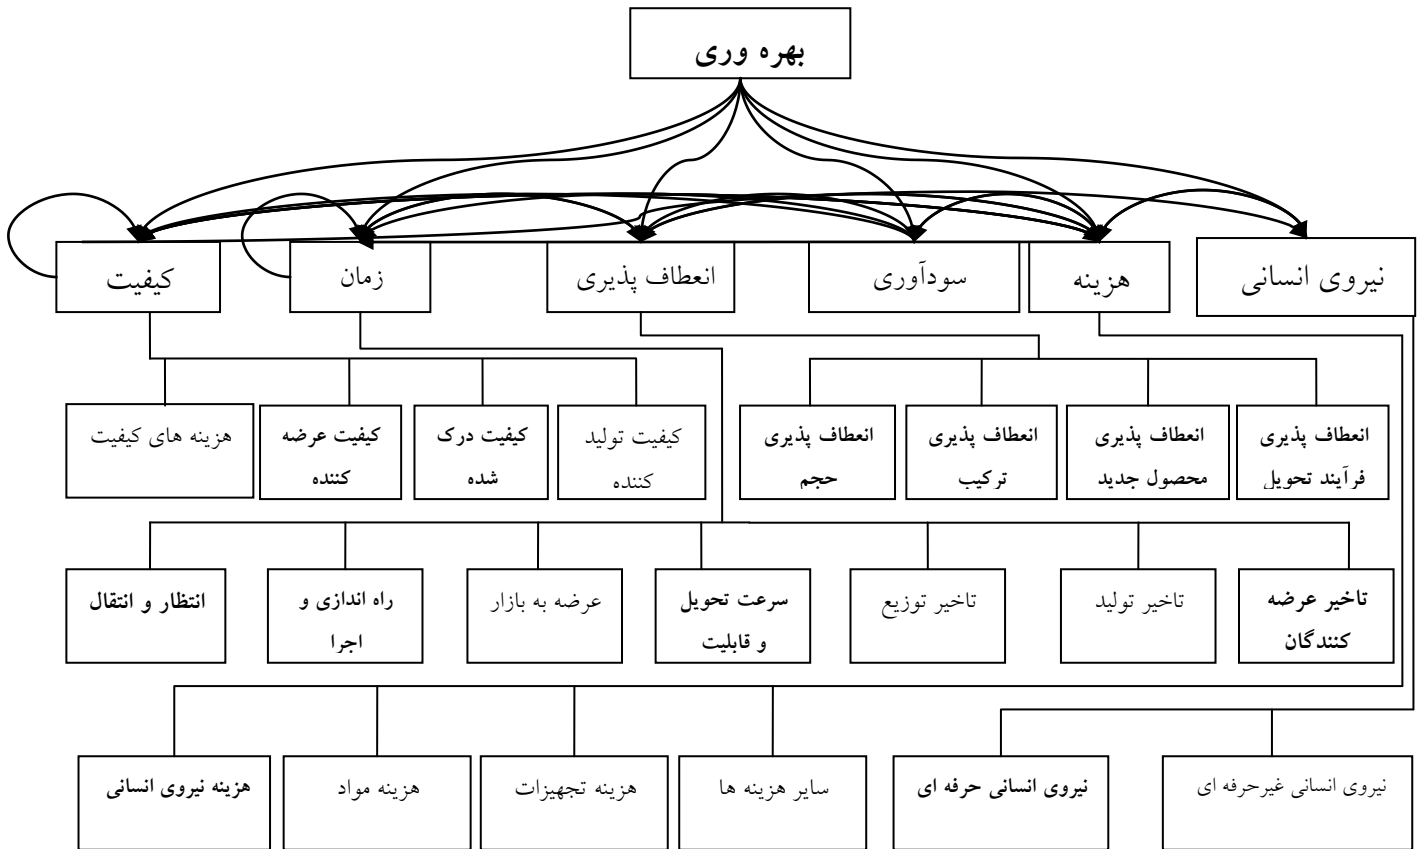 بهره وری
نیروی انسانی
هزینه
سودآوری
انعطاف پذیری
زمان
کیفیت
انعطاف پذیری
فرآیند تحویل
انعطاف پذیری
محصول جدید
انعطاف پذیری
ترکیب
انعطاف پذیری
حجم
کیفیت تولید
کننده
کیفیت درک
شده
کیفیت عرضه
کننده
هزینه های کیفیت
تاخیر عرضه
کنندگان
تاخیر تولید
تاخیر توزیع
سرعت تحویل
و قابلیت
عرضه به بازار
راه اندازی و
اجرا
انتظار و انتقال
نیروی انسانی غیرحرفه ای
نیروی انسانی حرفه ای
سایر هزینه ها
هزینه تجهیزات
هزینه مواد
هزینه نیروی انسانی